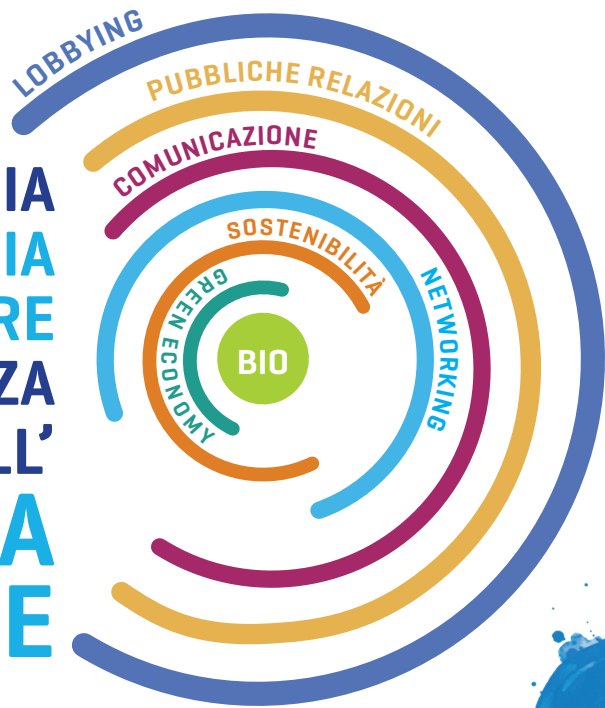 LOBBYING
PUBBLICHE RELAZIONI
COMUNICAZIONE
SOSTENIBILITÀ
NETWORKING
GREEN ECONOMY
BIO
IA
IA
RE
ZA
LL'
A
E